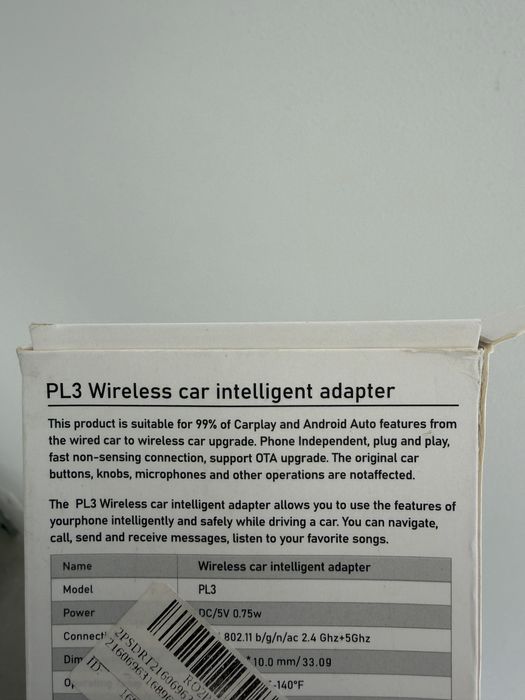 PL3 Wireless car intelligent adapter
This product is suitable for 99% of Carplay and Android Auto features from
the wired car to wireless car upgrade. Phone Independent, plug and play,
fast non-sensing connection, support OTA upgrade. The original car
buttons, knobs, microphones and other operations are notaffected.
The PL3 Wireless car intelligent adapter allows you to use the features of
yourphone intelligently and safely while driving a car. You can navigate,
call, send and receive messages, listen to your favorite songs.
Name Wireless car intelligent adapter
Model PL3
Power DC/5V 0.75w
Connect 802.11 b/g/n/ac 2.4 Ghz+5Ghz
Dim *10.0 mm/33.09
-140°F
ID: